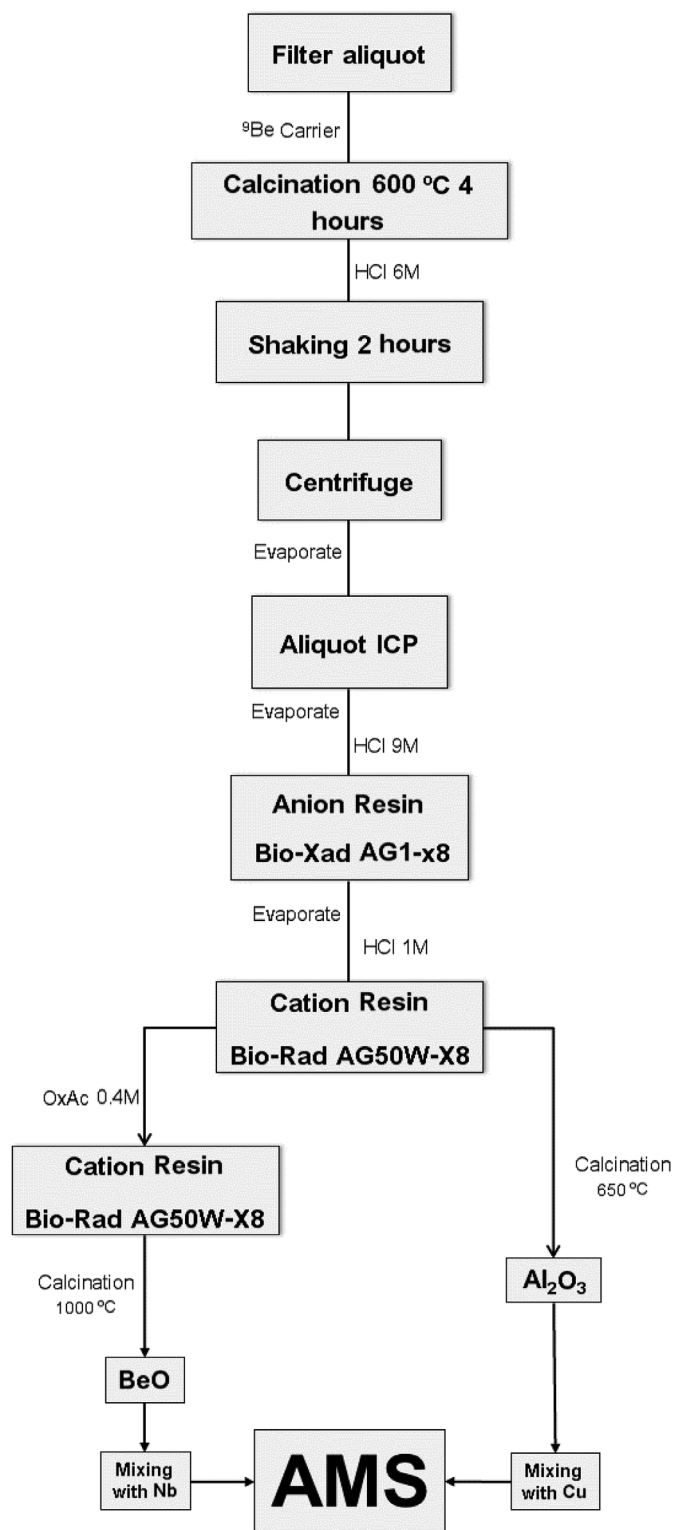 Filter aliquot
⁹Be Carrier
Calcination 600 ºC 4
hours
HCl 6M
Shaking 2 hours
Centrifuge
Evaporate
Aliquot ICP
Evaporate
HCl 9M
Anion Resin
Bio-Xad AG1-x8
Evaporate
HCl 1M
Cation Resin
Bio-Rad AG50W-X8
OxAc 0.4M
Cation Resin
Bio-Rad AG50W-X8
Calcination
1000 ºC
BeO
Mixing
with Nb
Calcination
650 ºC
Al₂O₃
Mixing
with Cu
AMS